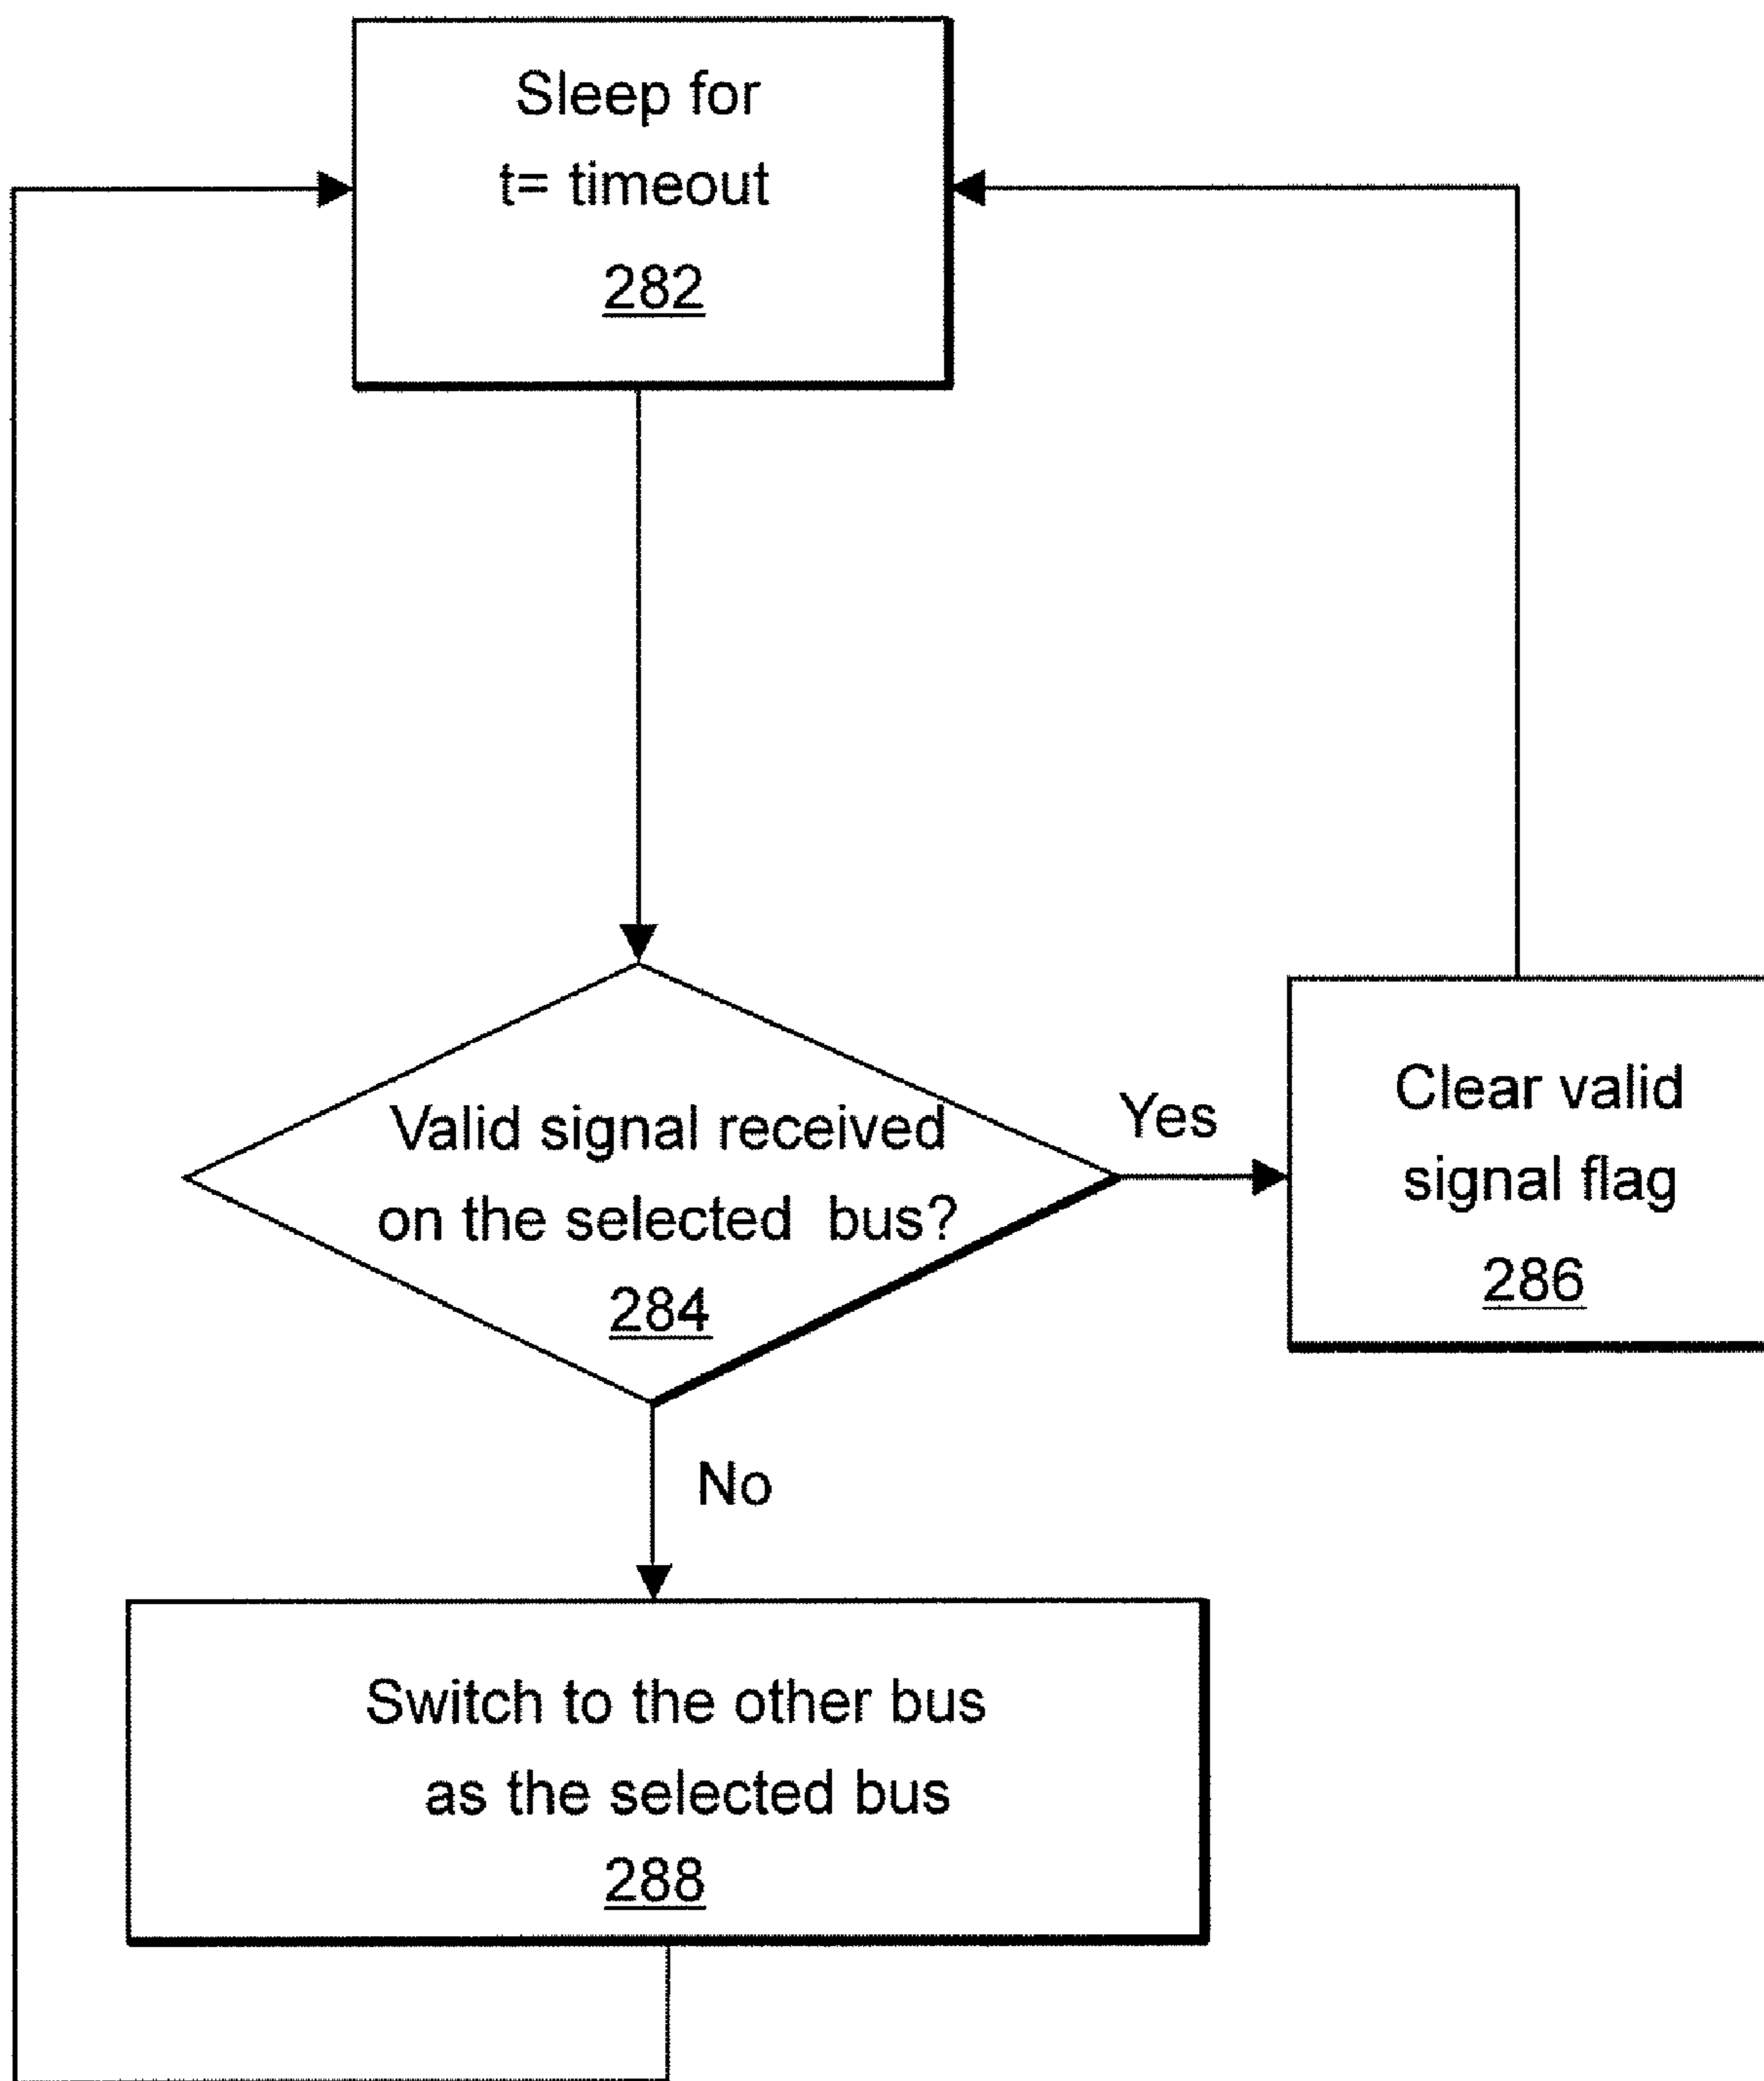 Sleep for
t= timeout
282
Valid signal received
on the selected bus?
284
Yes
Clear valid
signal flag
286
No
Switch to the other bus
as the selected bus
288